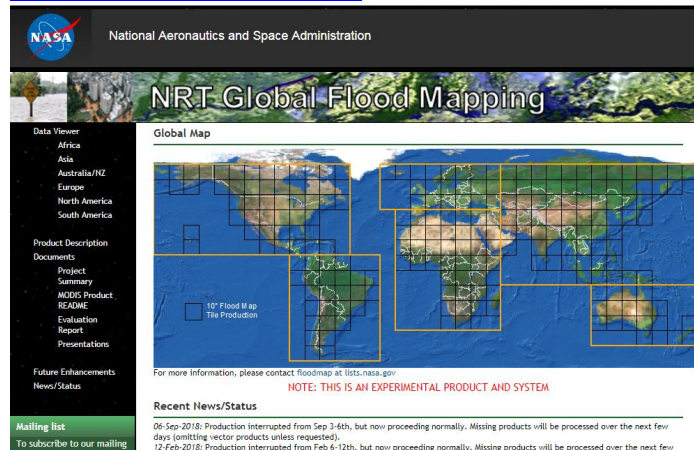 NASA
National Aeronautics and Space Administration
NRT Global Flood Mapping
Data Viewer
Africa
Asia
Australia/NZ
Europe
North America
South America
Product Description
Documents
Project
Summary
MODIS Product
README
Evaluation
Report
Presentations
Future Enhancements
News/Status
Mailing list
To subscribe to our mailing
Global Map
10° Flood Map
Tile Production
For more information, please contact floodmap at lists.nasa.gov
NOTE: THIS IS AN EXPERIMENTAL PRODUCT AND SYSTEM
Recent News/Status
06-Sep-2018: Production interrupted from Sep 3-6th, but now proceeding normally. Missing products will be processed over the next few
days (omitting vector products unless requested).
12-Feb-2018: Production interrupted from Feb 6-12th, but now proceeding normally. Missing products will be processed over the next few